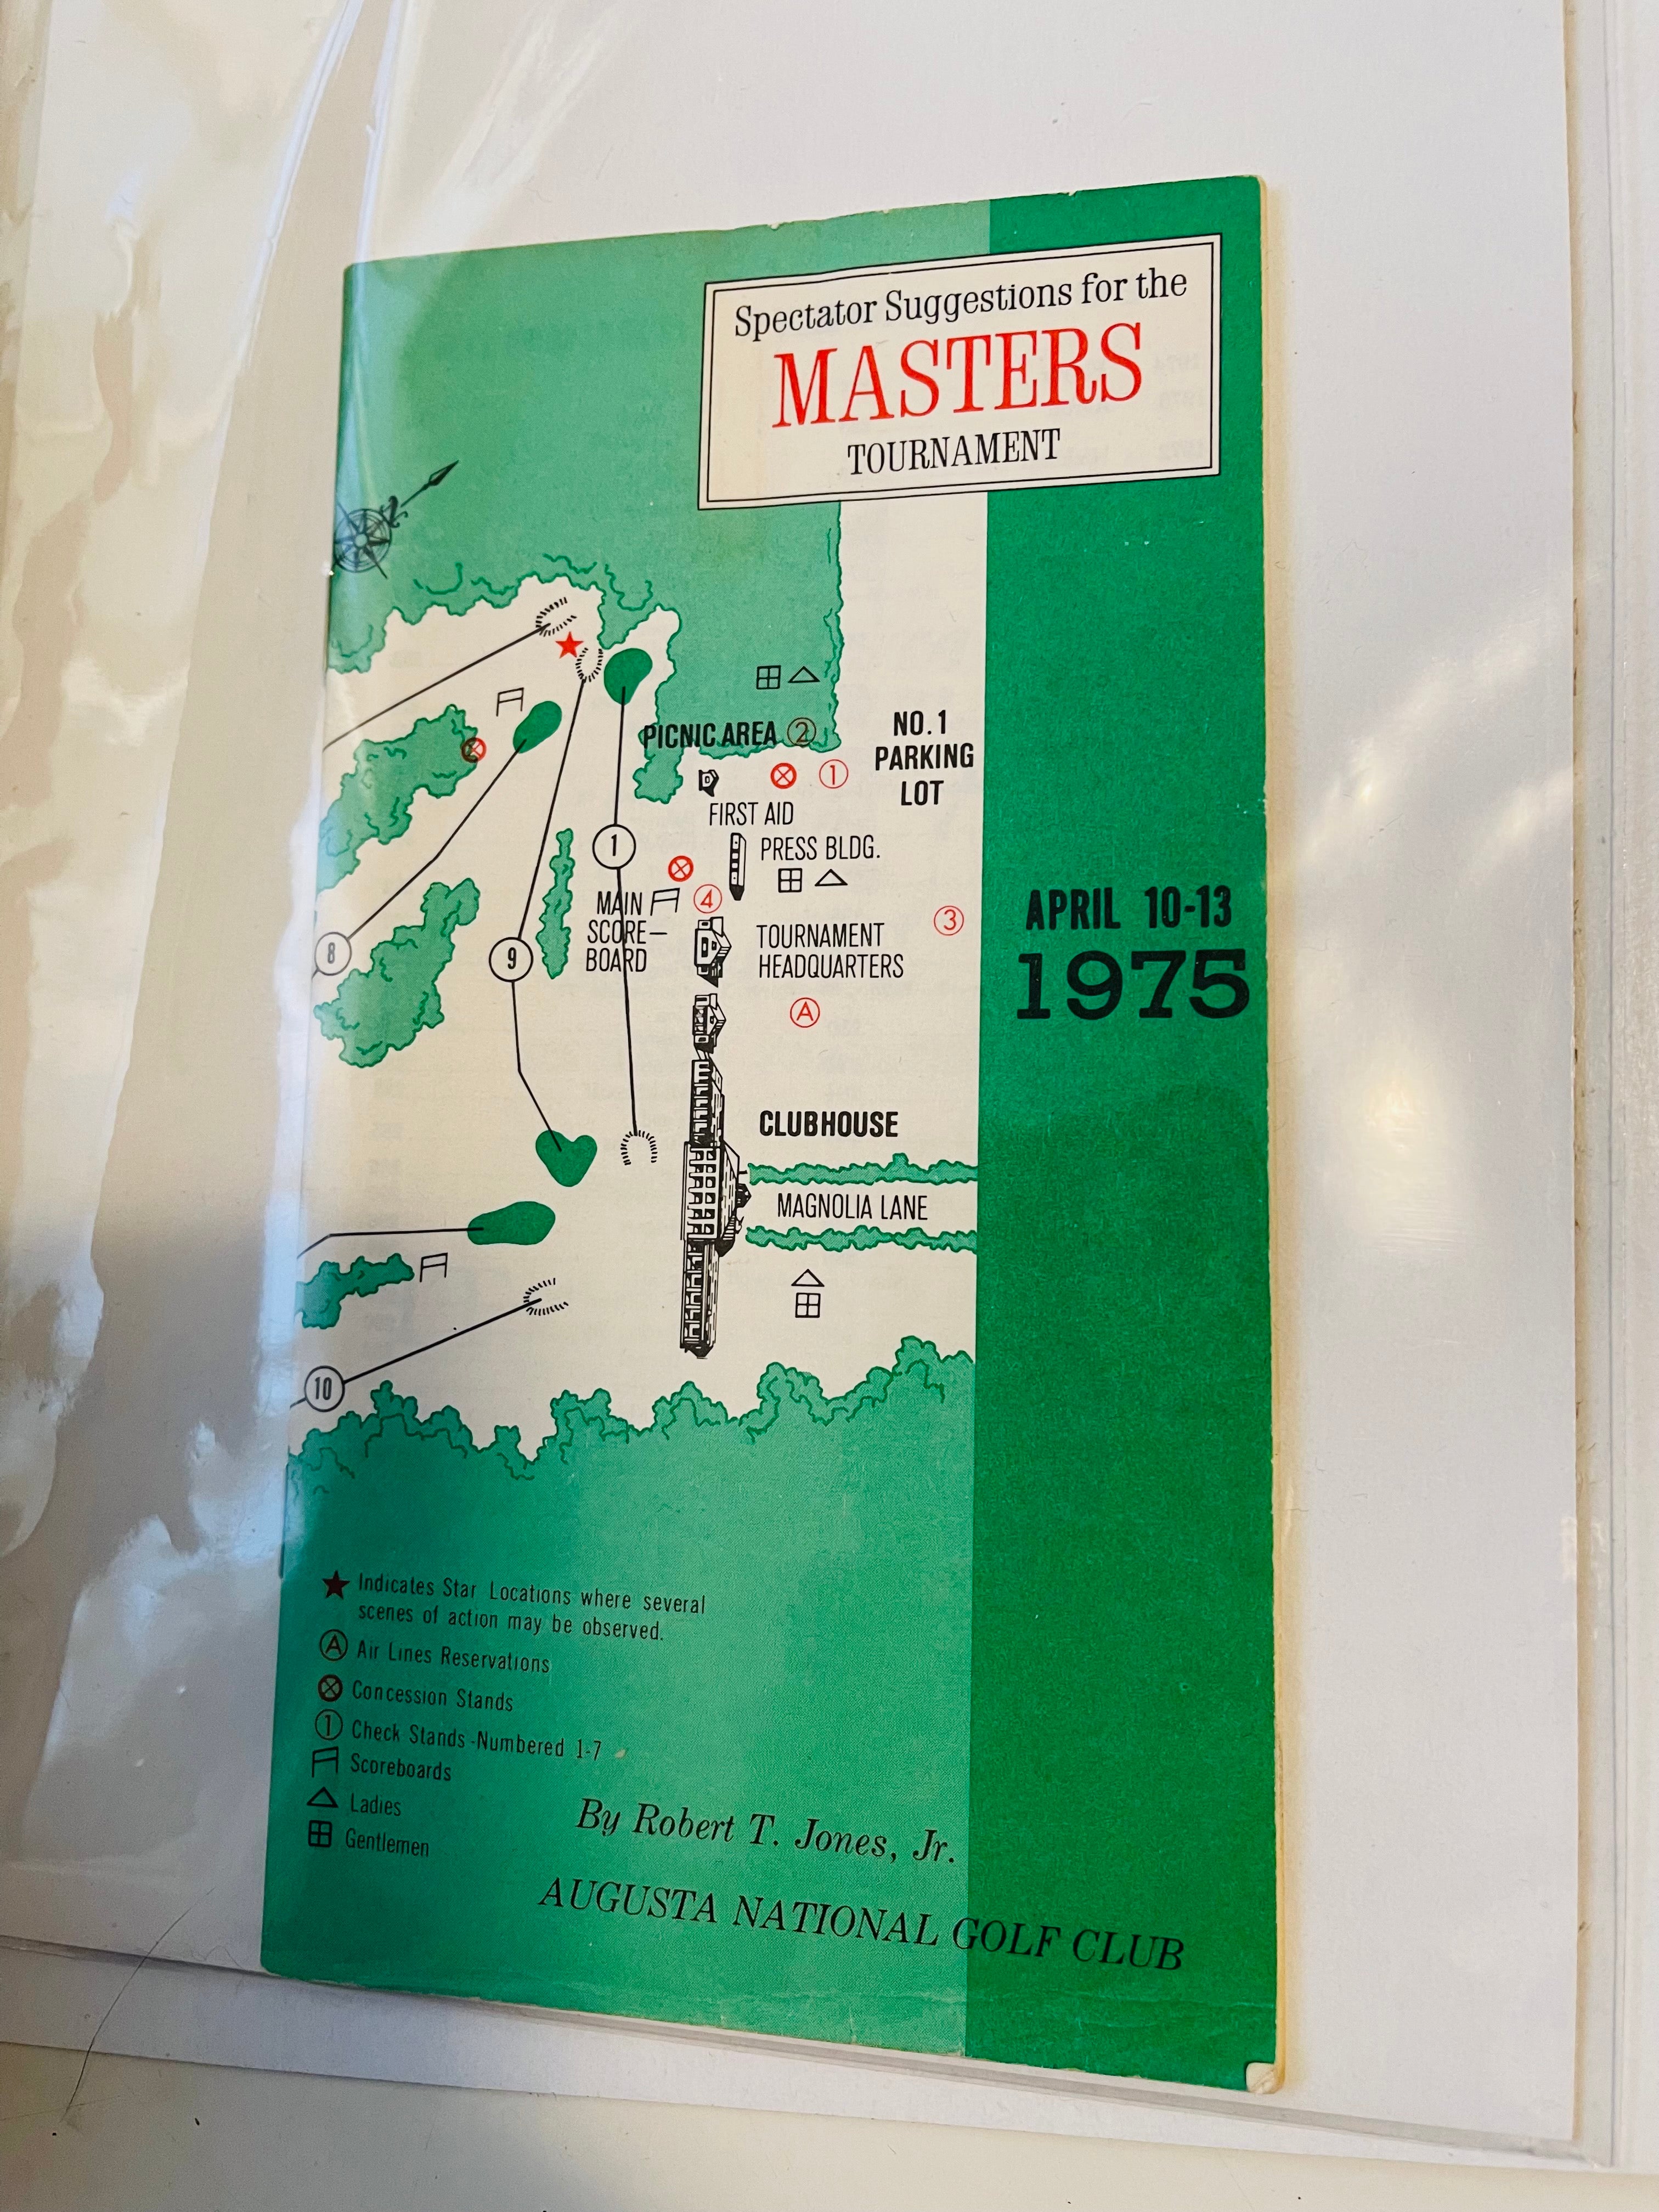 Spectator Suggestions for the
MASTERS
TOURNAMENT
PICNIC AREA 2
NO. 1
PARKING
LOT
1
FIRST AID
1
PRESS BLDG.
MAIN
SCORE-
BOARD
4
3
8
9
TOURNAMENT
HEADQUARTERS
A
APRIL 10-13
1975
CLUBHOUSE
MAGNOLIA LANE
10
Indicates Star Locations where several
scenes of action may be observed.
A Air Lines Reservations
Concession Stands
1 Check Stands-Numbered 1-7
Scoreboards
Ladies
Gentlemen
By Robert T. Jones, Jr.
AUGUSTA NATIONAL GOLF CLUB